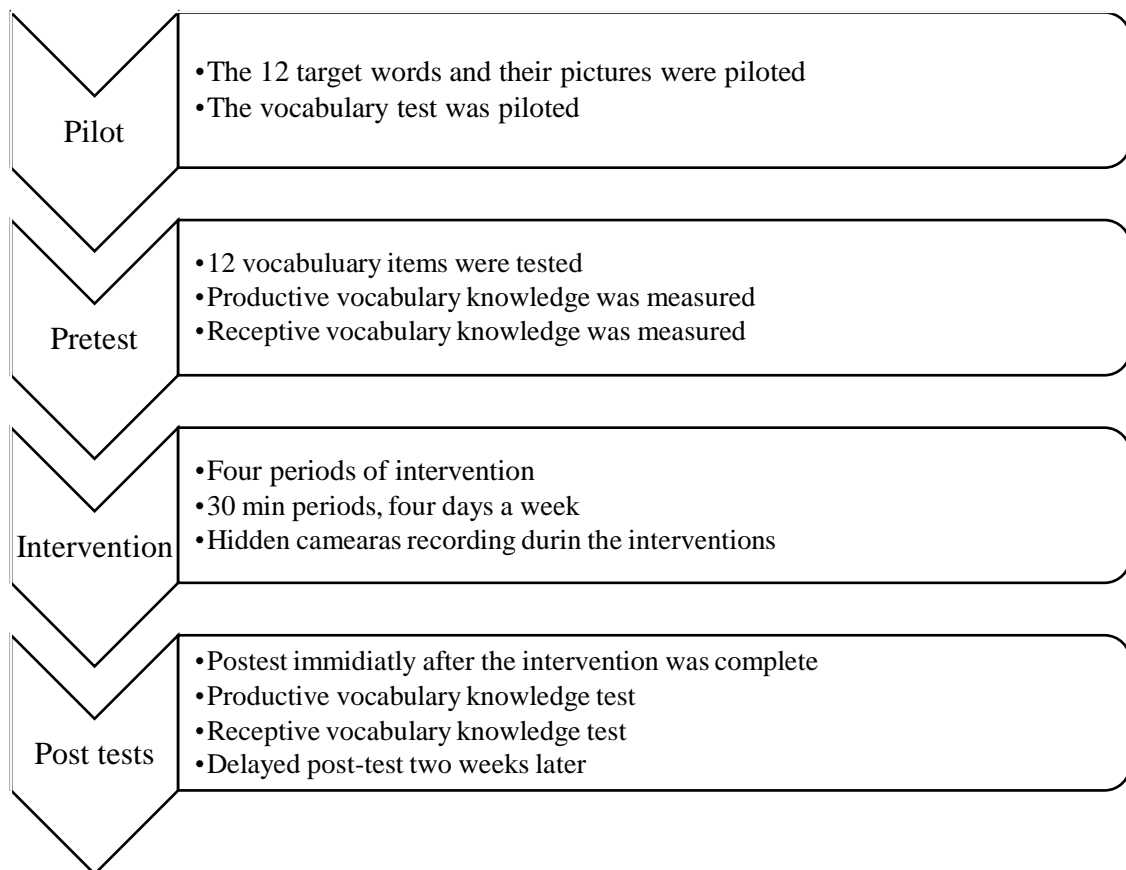 Pilot
•The 12 target words and their pictures were piloted
•The vocabulary test was piloted
Pretest
•12 vocabuluary items were tested
•Productive vocabulary knowledge was measured
•Receptive vocabulary knowledge was measured
Intervention
•Four periods of intervention
•30 min periods, four days a week
•Hidden camearas recording durin the interventions
Post tests
•Postest immidiatly after the intervention was complete
•Productive vocabulary knowledge test
•Receptive vocabulary knowledge test
•Delayed post-test two weeks later